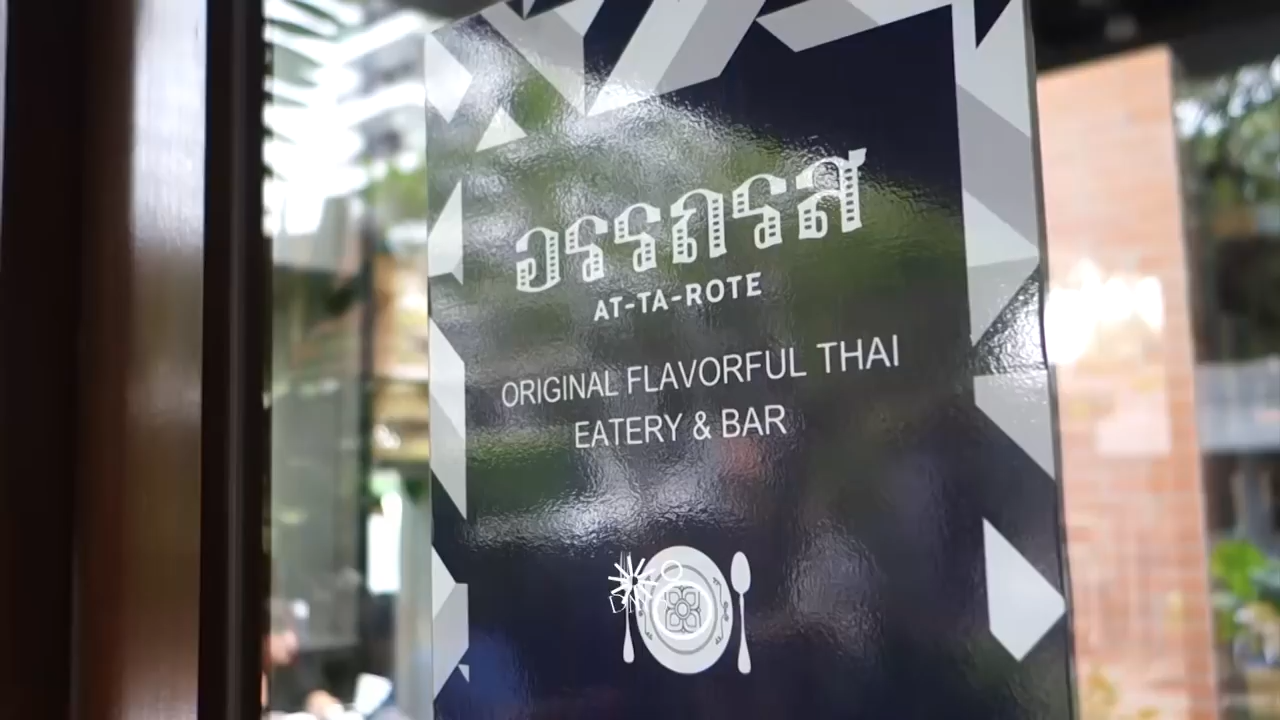 อรรถรส
AT-TA-ROTE
ORIGINAL FLAVORFUL THAI
EATERY & BAR